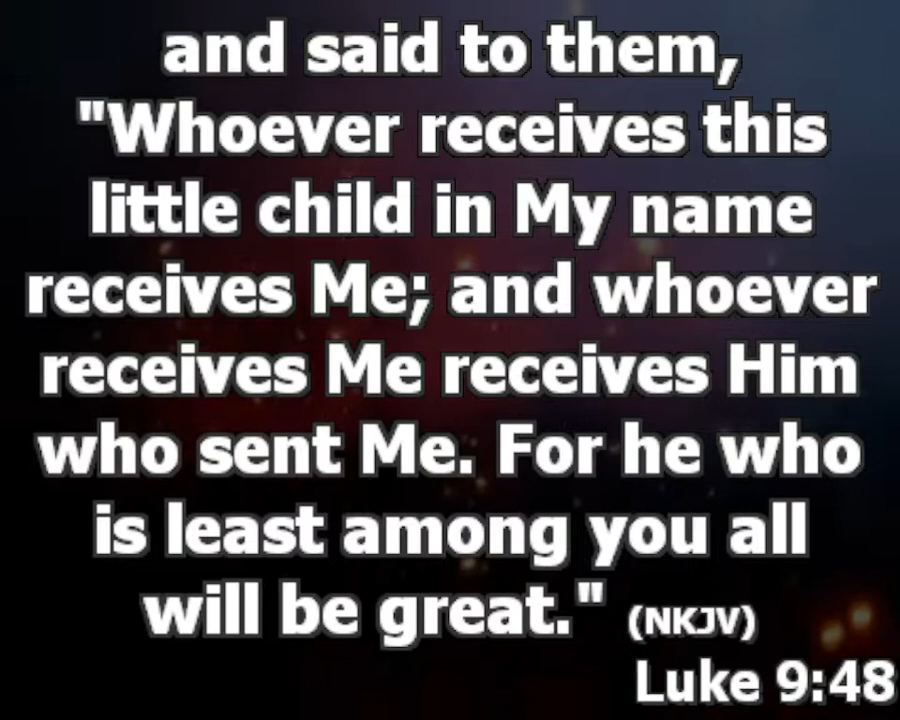 and said to them,
"Whoever receives this
little child in My name
receives Me; and whoever
receives Me receives Him
who sent Me. For he who
is least among you all
will be great." (NKJV)
Luke 9:48